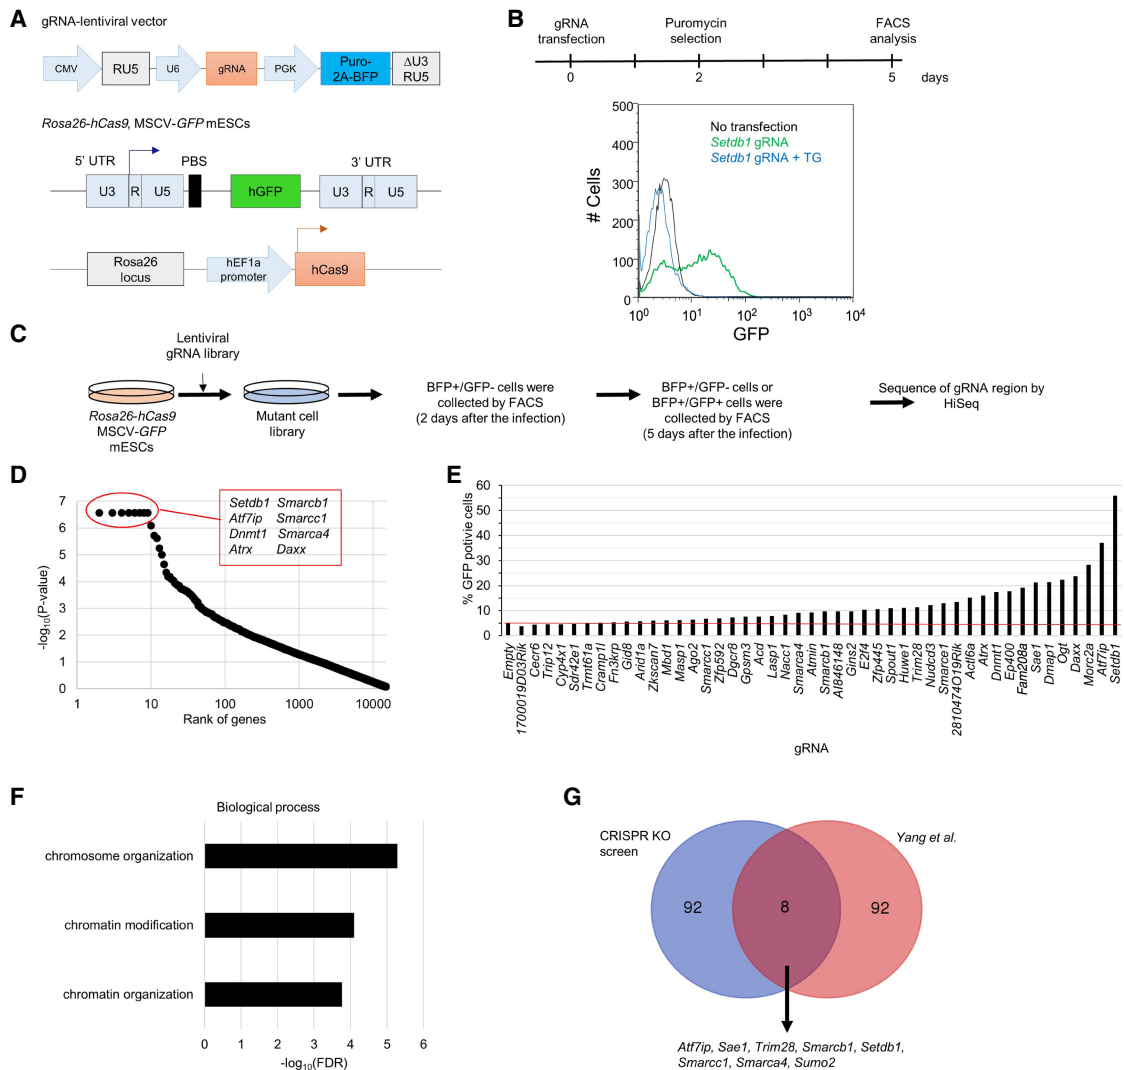 A
gRNA-lentiviral vector
CMV
RU5
U6
gRNA
PGK
Puro-
2A-BFP
ΔU3
RU5
Rosa26-hCas9, MSCV-GFP mESCs
5' UTR
PBS
3' UTR
U3
R
U5
hGFP
U3
R
U5
Rosa26
locus
hEF1a
promoter
hCas9
B
gRNA
transfection
Puromycin
selection
FACS
analysis
0
2
5
days
No transfection
Setdb1 gRNA
Setdb1 gRNA + TG
# Cells
500
400
300
200
100
0
10^0
10^1
10^2
10^3
10^4
GFP
C
Lentiviral
gRNA library
Rosa26-hCas9
MSCV-GFP
mESCs
Mutant cell
library
BFP+/GFP- cells were
collected by FACS
(2 days after the infection)
BFP+/GFP- cells or
BFP+/GFP+ cells were
collected by FACS
(5 days after the infection)
Sequence of gRNA region by
HiSeq
D
-log10(P-value)
7
6
5
4
3
2
1
0
1
10
100
1000
10000
Rank of genes
Setdb1 Smarcb1
Atf7ip Smarcc1
Dnmt1 Smarca4
Atrx Daxx
E
% GFP potivie cells
60
50
40
30
20
10
0
Empty
1700019D03Rik
Cecr6
Trip12
Cyp4x1
Sdr42e1
Trmt61a
Cramp1l
Fn3krp
Gid8
Arid1a
Zkscan7
Mbd1
Masp1
Ago2
Smarcc1
Zfp592
Dgcr8
Gpsm3
Acd
Lasp1
Nacc1
Smarca4
Atmin
Smarcb1
AI846148
Gins2
E2f4
Zfp445
Spout1
Huwe1
Trim28
Nudcd3
Smarce1
2810474O19Rik
Actl6a
Atrx
Dnmt1
Ep400
Fam208a
Sae1
Dmap1
Ogt
Daxx
Morc2a
Atf7ip
Setdb1
gRNA
F
Biological process
chromosome organization
chromatin modification
chromatin organization
0
1
2
3
4
5
6
-log10(FDR)
G
CRISPR KO
screen
Yang et al.
92
8
92
Atf7ip, Sae1, Trim28, Smarcb1, Setdb1,
Smarcc1, Smarca4, Sumo2